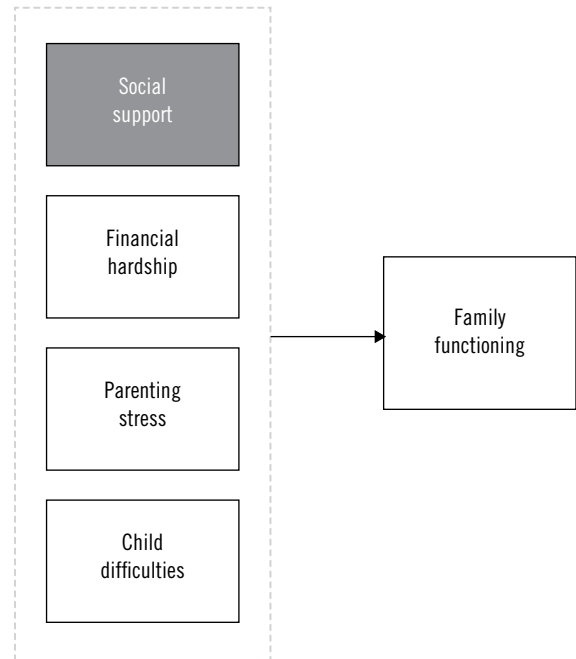 Social
support
Financial
hardship
Parenting
stress
Child
difficulties
Family
functioning